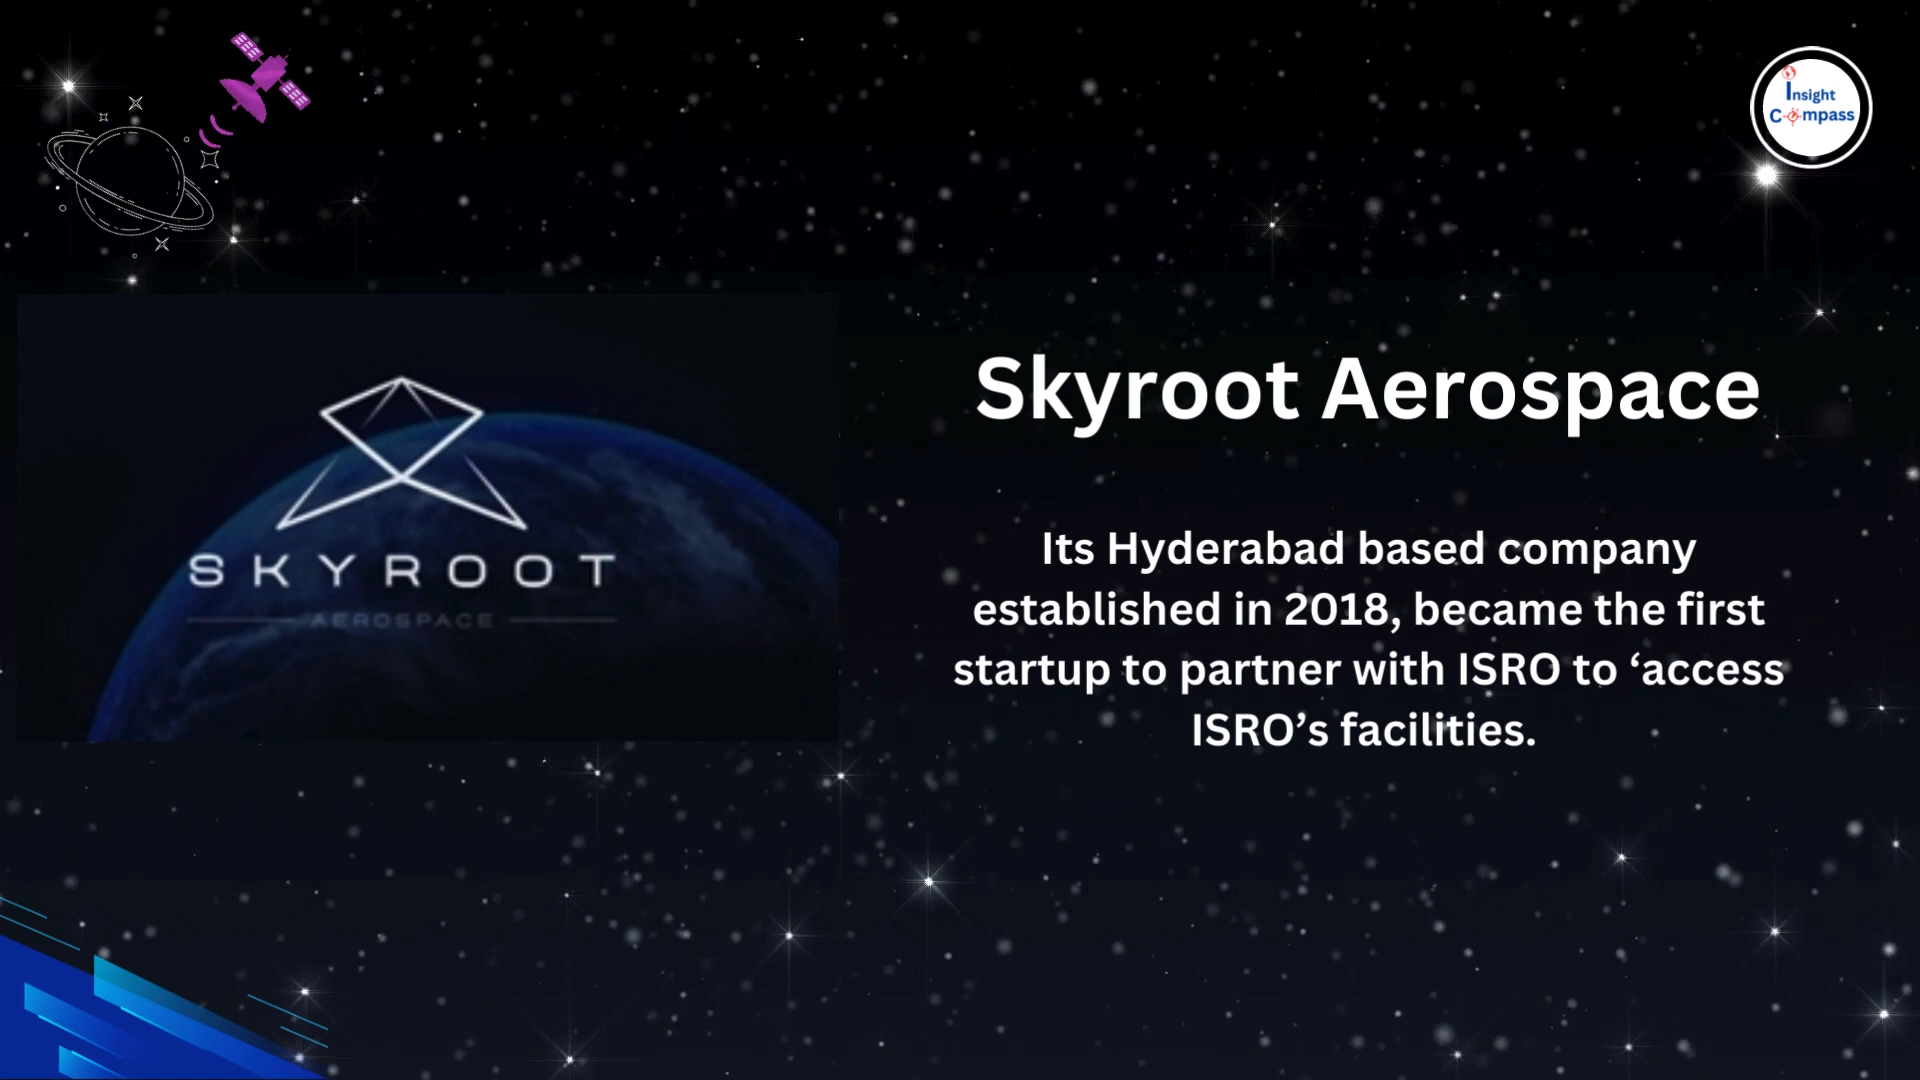 Insight
Compass
SKYROOT
AEROSPACE
Skyroot Aerospace
Its Hyderabad based company
established in 2018, became the first
startup to partner with ISRO to ‘access
ISRO’s facilities.